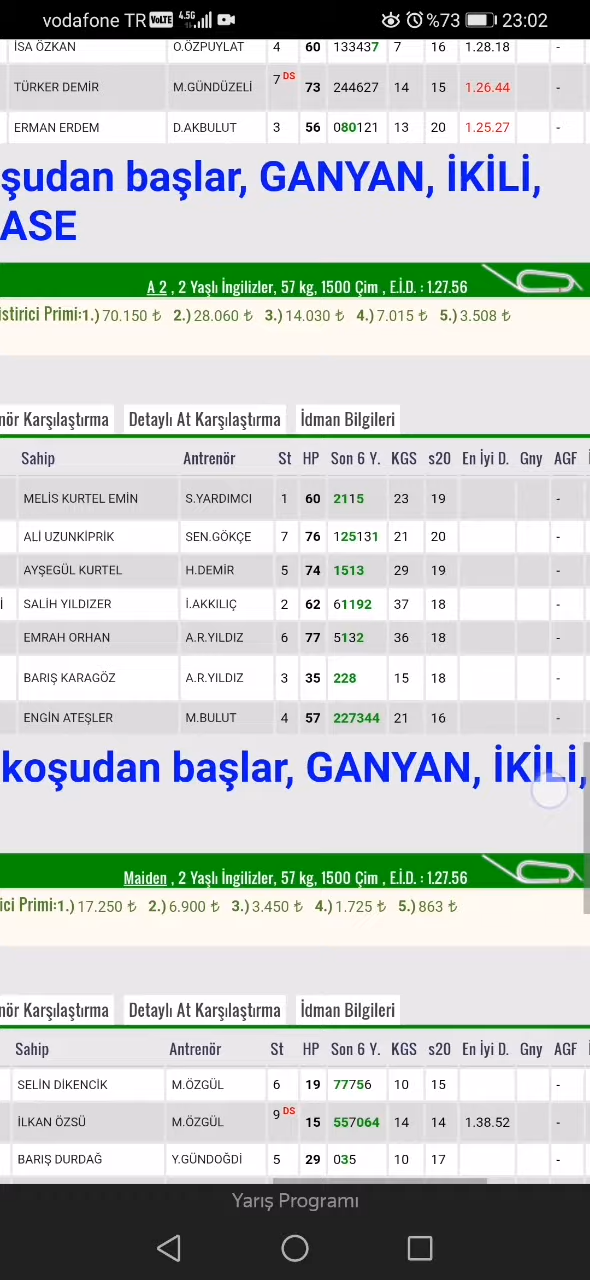 vodafone TR VoLTE 4.5G %73 23:02
İSA ÖZKAN O.ÖZPUYLAT 4 60 133437 7 16 1.28.18 -
TÜRKER DEMİR M.GÜNDÜZELİ 7 DS 73 244627 14 15 1.26.44 -
ERMAN ERDEM D.AKBULUT 3 56 080121 13 20 1.25.27 -
şudan başlar, GANYAN, İKİLİ,
ASE
A 2 , 2 Yaşlı İngilizler, 57 kg, 1500 Çim , E.İ.D. : 1.27.56
iştirici Primi:1.) 70.150 ₺ 2.) 28.060 ₺ 3.) 14.030 ₺ 4.) 7.015 ₺ 5.) 3.508 ₺
nör Karşılaştırma Detaylı At Karşılaştırma İdman Bilgileri
Sahip Antrenör St HP Son 6 Y. KGS s20 En İyi D. Gny AGF İ
MELİS KURTEL EMİN S.YARDIMCI 1 60 2115 23 19 -
ALİ UZUNKİPRİK SEN.GÖKÇE 7 76 125131 21 20 -
AYŞEGÜL KURTEL H.DEMİR 5 74 1513 29 19 -
İ SALİH YILDIZER İ.AKKILIÇ 2 62 61192 37 18 -
EMRAH ORHAN A.R.YILDIZ 6 77 5132 36 18 -
BARIŞ KARAGÖZ A.R.YILDIZ 3 35 228 15 18 -
ENGİN ATEŞLER M.BULUT 4 57 227344 21 16 -
koşudan başlar, GANYAN, İKİLİ,
Maiden , 2 Yaşlı İngilizler, 57 kg, 1500 Çim , E.İ.D. : 1.27.56
ici Primi:1.) 17.250 ₺ 2.) 6.900 ₺ 3.) 3.450 ₺ 4.) 1.725 ₺ 5.) 863 ₺
nör Karşılaştırma Detaylı At Karşılaştırma İdman Bilgileri
Sahip Antrenör St HP Son 6 Y. KGS s20 En İyi D. Gny AGF İ
SELİN DİKENCİK M.ÖZGÜL 6 19 77756 10 15 -
İLKAN ÖZSÜ M.ÖZGÜL 9 DS 15 557064 14 14 1.38.52 -
BARIŞ DURDAĞ Y.GÜNDOĞDİ 5 29 035 10 17 -
Yarış Programı